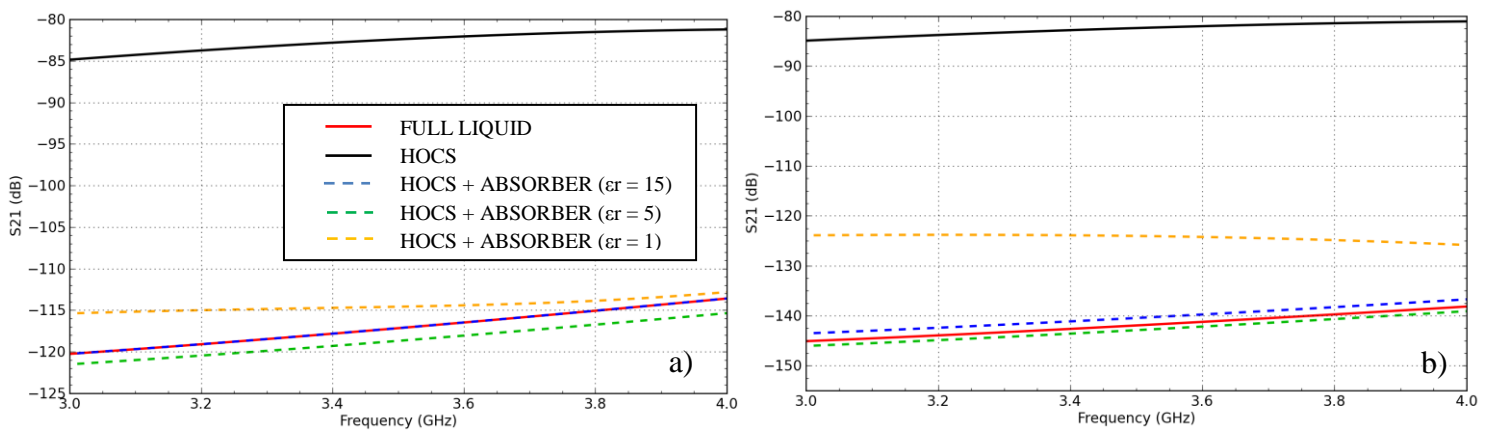 −80
−85
−90
−95
−100
−105
−110
−115
−120
−125
S21 (dB)
3.0
3.2
3.4
3.6
3.8
4.0
Frequency (GHz)
FULL LIQUID
HOCS
HOCS + ABSORBER (εr = 15)
HOCS + ABSORBER (εr = 5)
HOCS + ABSORBER (εr = 1)
a)
−80
−90
−100
−110
−120
−130
−140
−150
S21 (dB)
3.0
3.2
3.4
3.6
3.8
4.0
Frequency (GHz)
b)